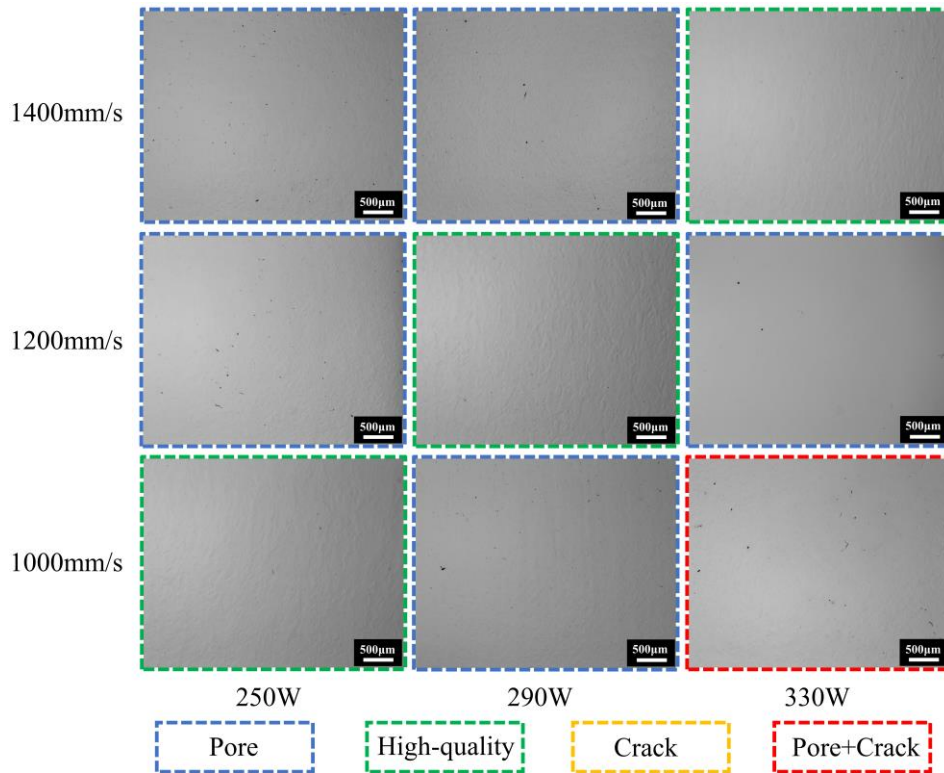 1400mm/s
500μm
500μm
500μm
1200mm/s
500μm
500μm
500μm
1000mm/s
500μm
500μm
500μm
250W
290W
330W
Pore
High-quality
Crack
Pore+Crack